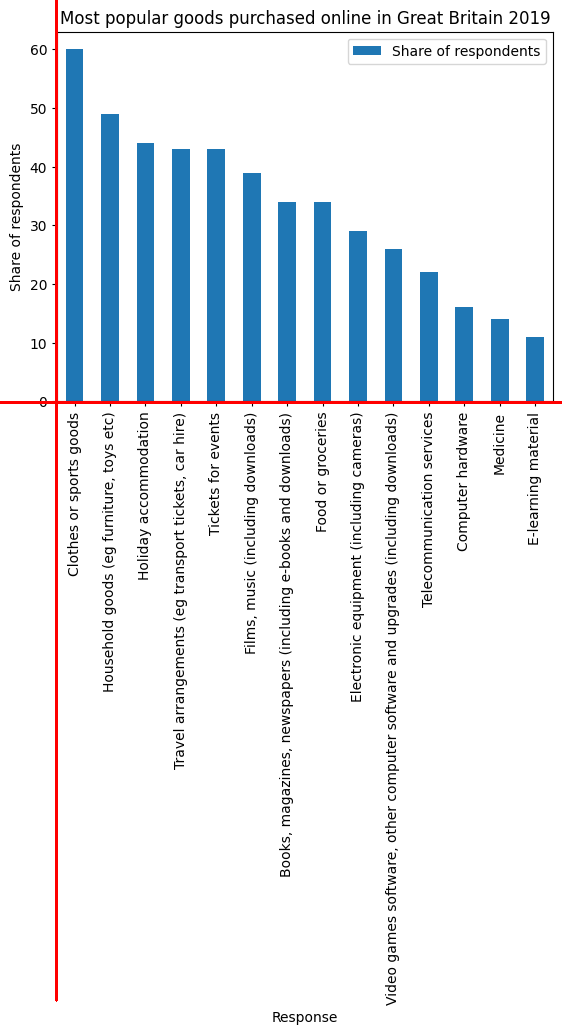 Most popular goods purchased online in Great Britain 2019
Share of respondents
Share of respondents
60
50
40
30
20
10
0
Clothes or sports goods
Household goods (eg furniture, toys etc)
Holiday accommodation
Travel arrangements (eg transport tickets, car hire)
Tickets for events
Films, music (including downloads)
Books, magazines, newspapers (including e-books and downloads)
Food or groceries
Electronic equipment (including cameras)
Video games software, other computer software and upgrades (including downloads)
Telecommunication services
Computer hardware
Medicine
E-learning material
Response